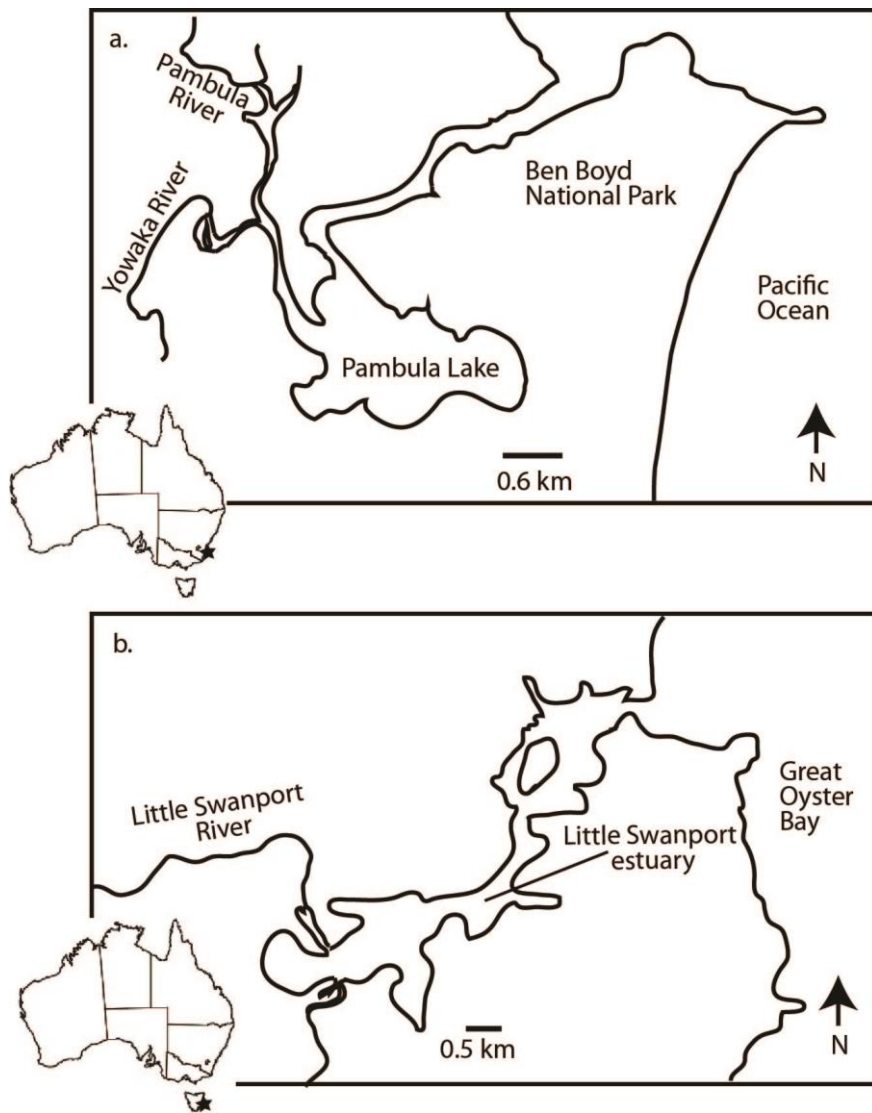 a.
Pambula
River
Yowaka River
Ben Boyd
National Park
Pacific
Ocean
Pambula Lake
0.6 km
N
b.
Little Swanport
River
Great
Oyster
Bay
Little Swanport
estuary
0.5 km
N